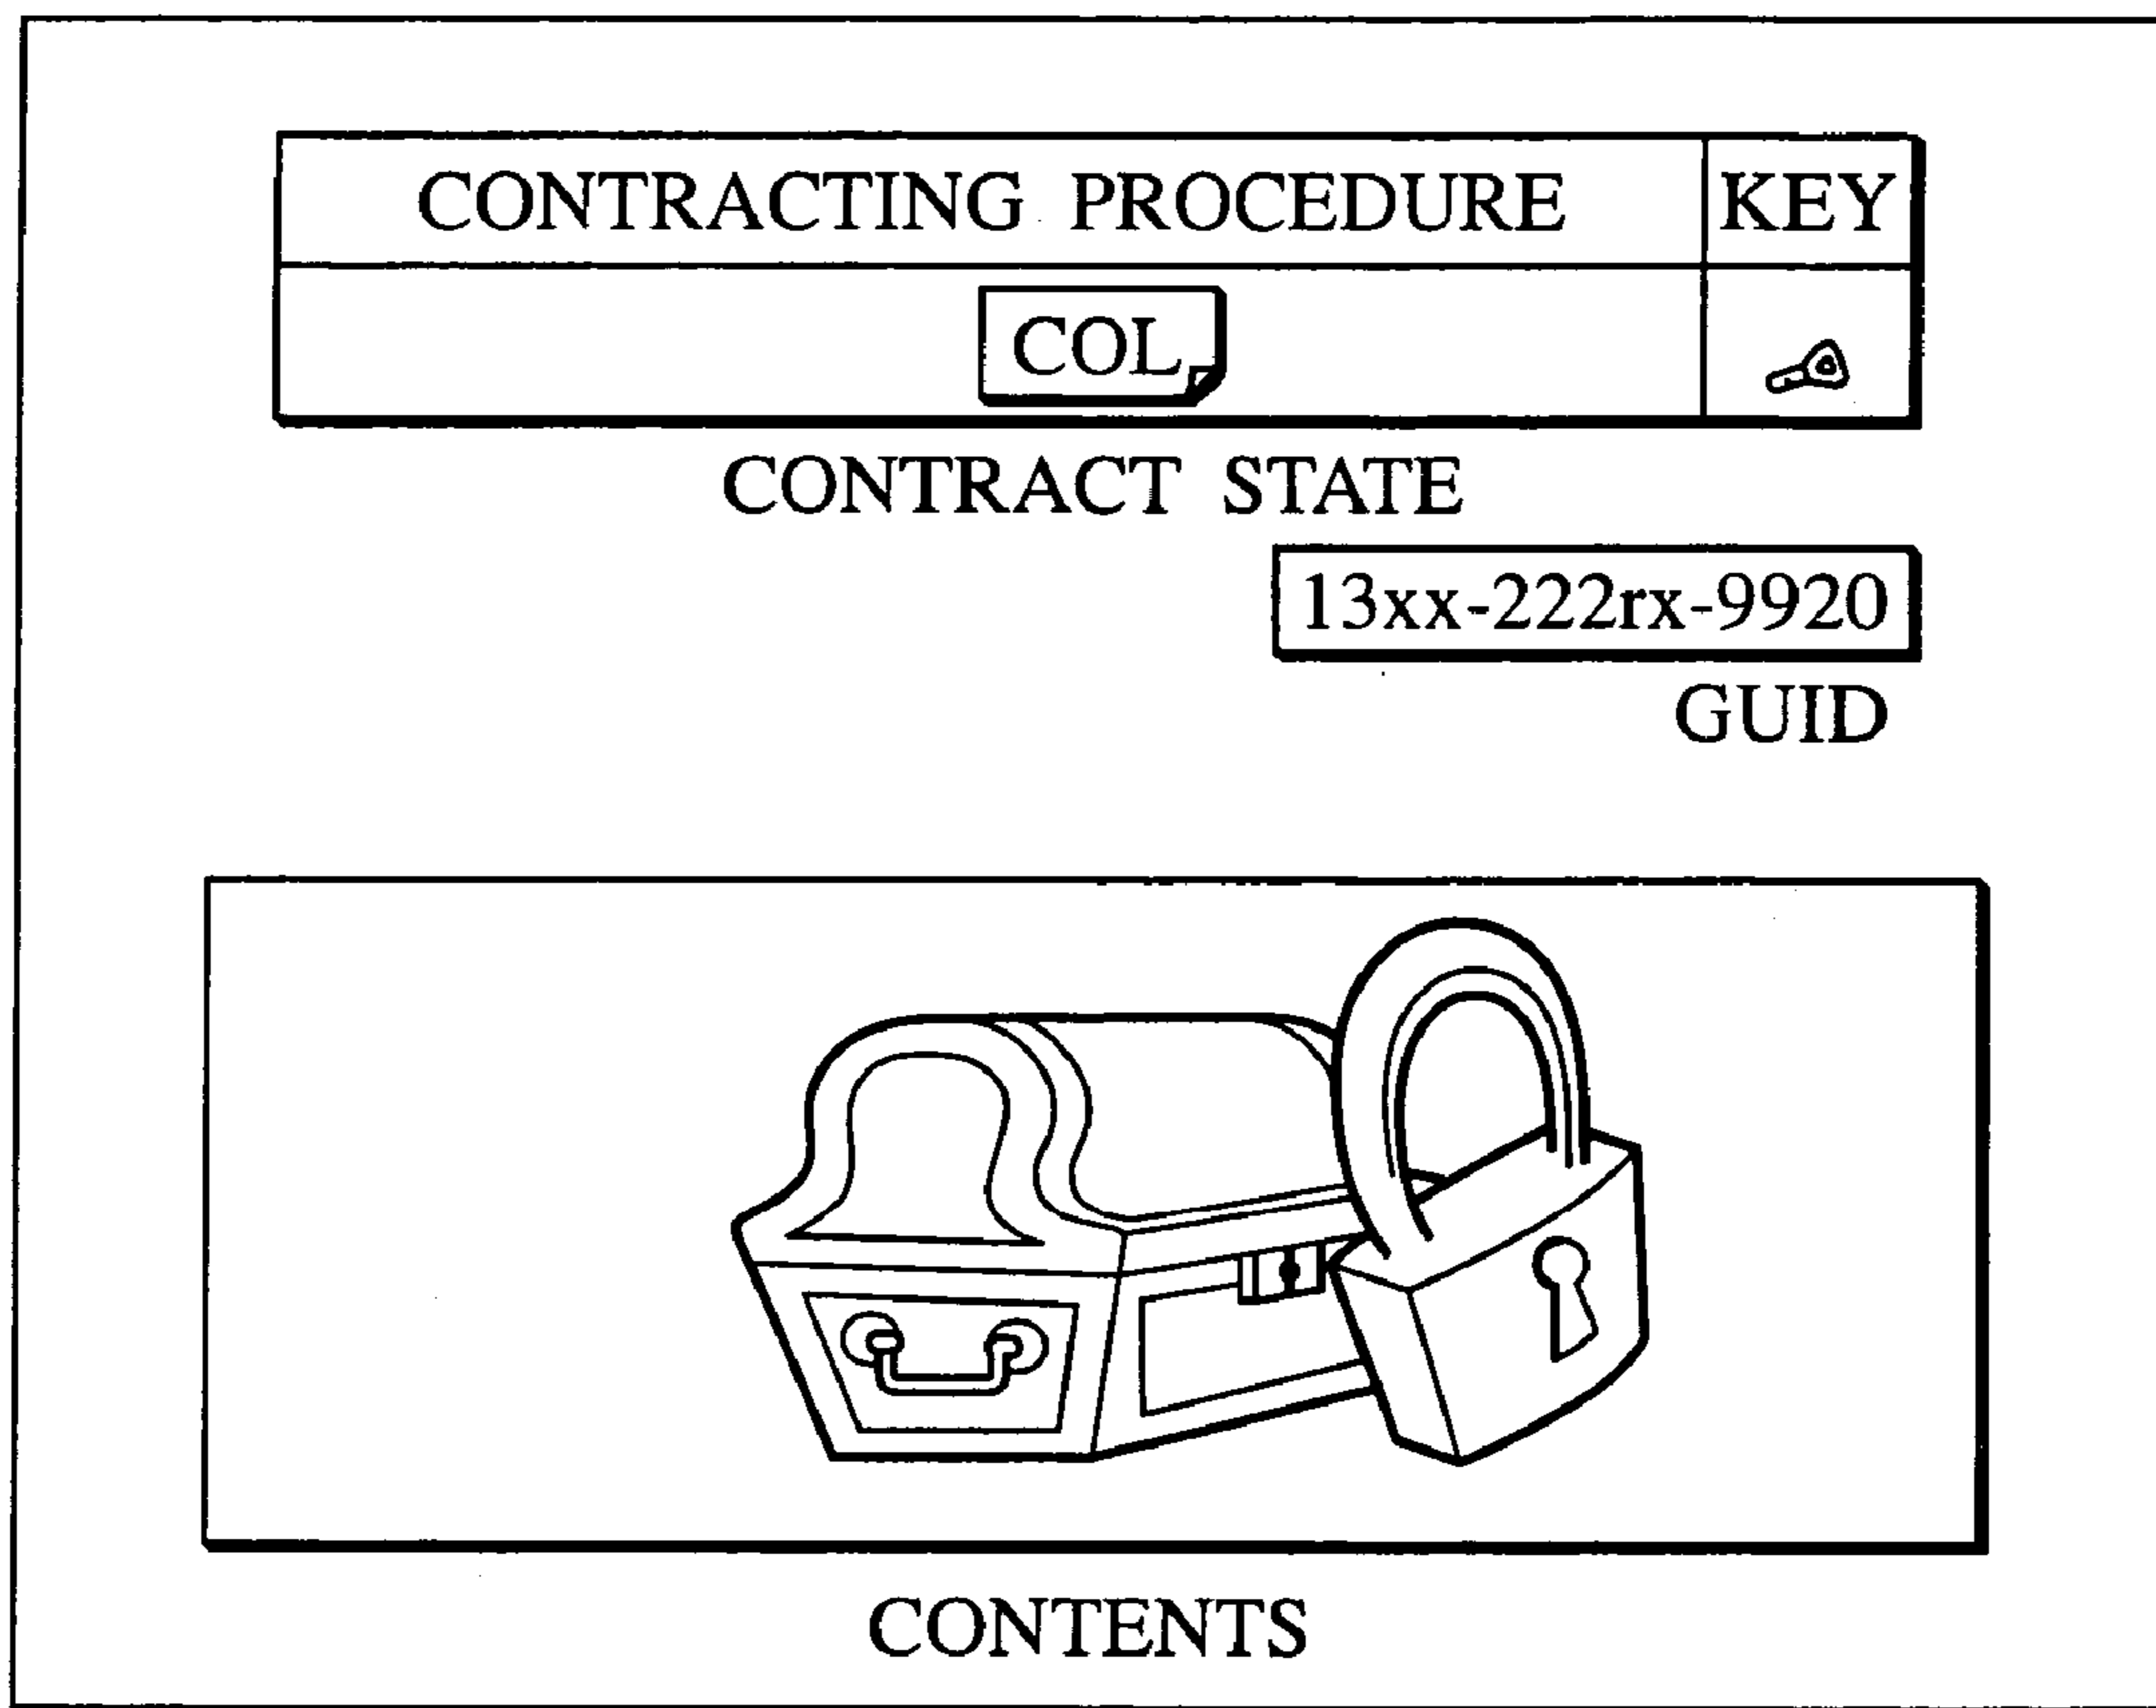 CONTRACTING PROCEDURE KEY
COL
CONTRACT STATE
13xx-222rx-9920
GUID
CONTENTS